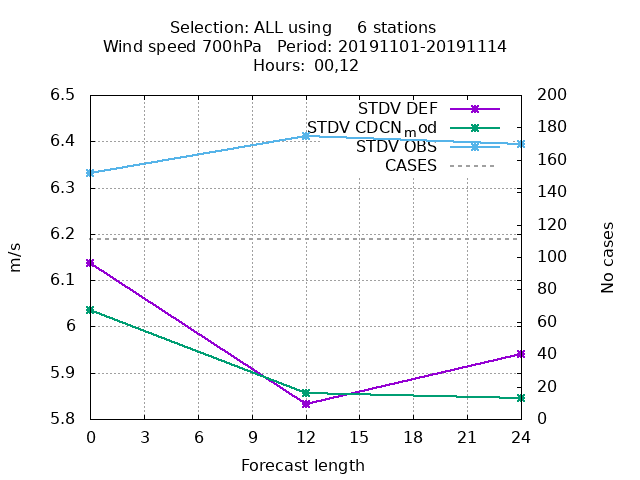 Selection: ALL using     6 stations
Wind speed 700hPa   Period: 20191101-20191114
Hours:  00,12
6.5
6.4
6.3
6.2
6.1
6
5.9
5.8
m/s
STDV DEF
STDV CDCNmod
STDV OBS
CASES
200
180
160
140
120
100
80
60
40
20
0
No cases
0 3 6 9 12 15 18 21 24
Forecast length